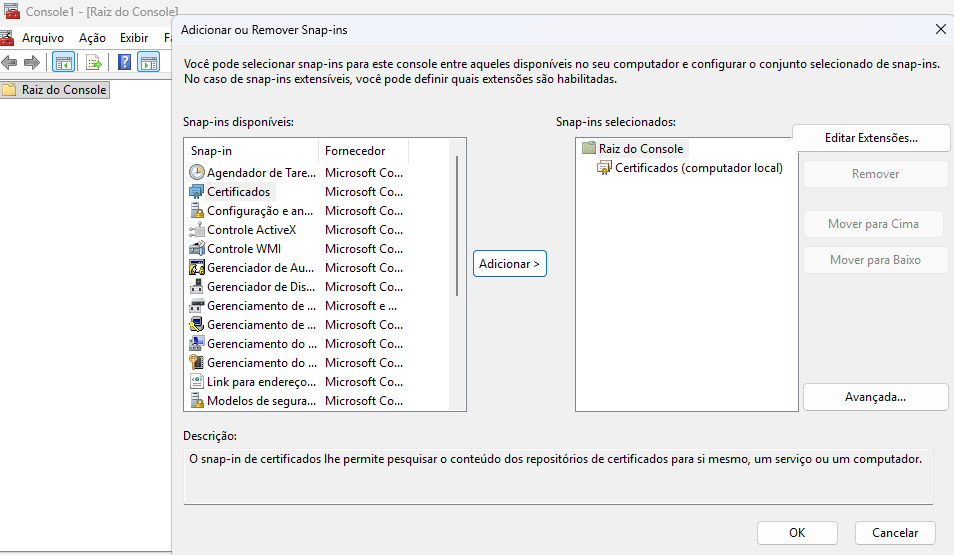 Console1 - [Raiz do Console]
Arquivo Ação Exibir
Raiz do Console
Adicionar ou Remover Snap-ins
Você pode selecionar snap-ins para este console entre aqueles disponíveis no seu computador e configurar o conjunto selecionado de snap-ins.
No caso de snap-ins extensíveis, você pode definir quais extensões são habilitadas.
Snap-ins disponíveis:
Snap-in Fornecedor
Agendador de Tare... Microsoft Co...
Certificados Microsoft Co...
Configuração e an... Microsoft Co...
Controle ActiveX Microsoft Co...
Controle WMI Microsoft Co...
Gerenciador de Au... Microsoft Co...
Gerenciador de Dis... Microsoft Co...
Gerenciamento de ... Microsoft e ...
Gerenciamento de ... Microsoft Co...
Gerenciamento do ... Microsoft Co...
Gerenciamento do ... Microsoft Co...
Link para endereço... Microsoft Co...
Modelos de segura... Microsoft Co...
Adicionar >
Snap-ins selecionados:
Raiz do Console
Certificados (computador local)
Editar Extensões...
Remover
Mover para Cima
Mover para Baixo
Avançada...
Descrição:
O snap-in de certificados lhe permite pesquisar o conteúdo dos repositórios de certificados para si mesmo, um serviço ou um computador.
OK
Cancelar